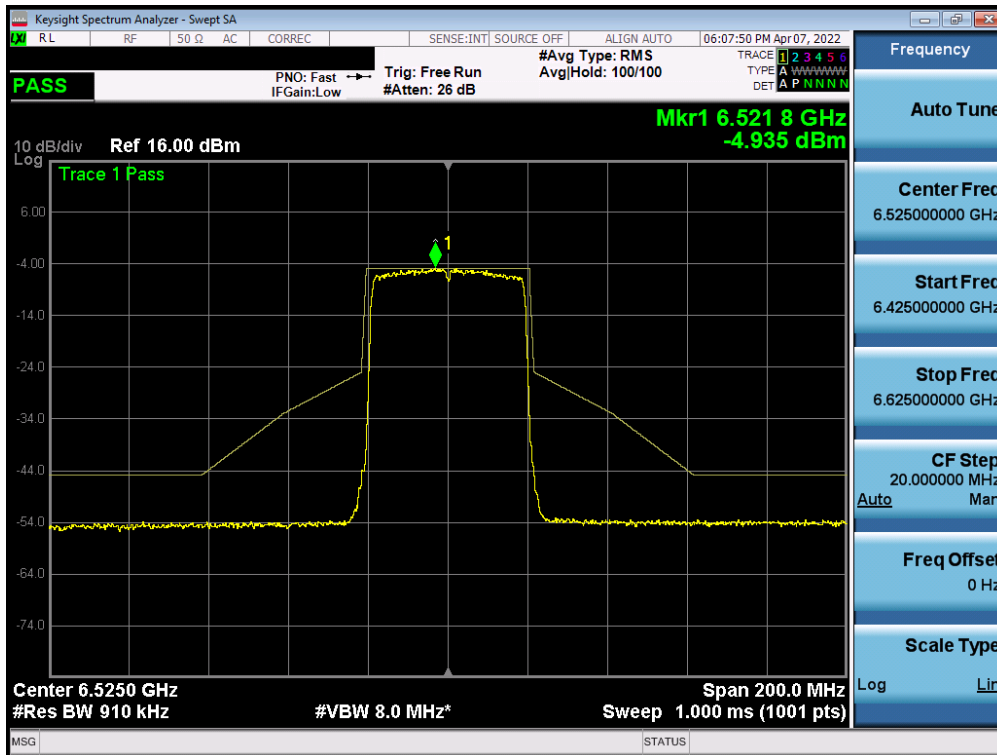 Keysight Spectrum Analyzer - Swept SA
LXI RL RF 50 Ω AC CORREC SENSE:INT SOURCE OFF ALIGN AUTO 06:07:50 PM Apr 07, 2022
PASS
PNO: Fast
IFGain:Low
Trig: Free Run
#Atten: 26 dB
#Avg Type: RMS
Avg|Hold: 100/100
TRACE 1 2 3 4 5 6
TYPE A WWWWW
DET A P N N N N
Mkr1 6.521 8 GHz
-4.935 dBm
10 dB/div Ref 16.00 dBm
Log
Trace 1 Pass
1
6.00
-4.00
-14.0
-24.0
-34.0
-44.0
-54.0
-64.0
-74.0
Center 6.5250 GHz Span 200.0 MHz
#Res BW 910 kHz #VBW 8.0 MHz* Sweep 1.000 ms (1001 pts)
MSG STATUS
Frequency
Auto Tune
Center Freq
6.525000000 GHz
Start Freq
6.425000000 GHz
Stop Freq
6.625000000 GHz
CF Step
20.000000 MHz
Auto Man
Freq Offset
0 Hz
Scale Type
Log Lin